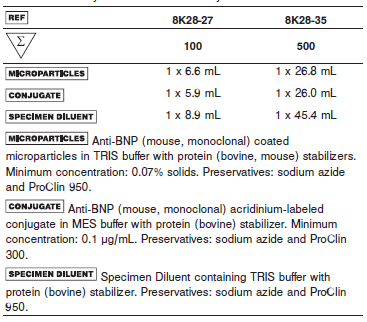 REF 8K28-27 8K28-35
Σ 100 500
MICROPARTICLES 1 x 6.6 mL 1 x 26.8 mL
CONJUGATE 1 x 5.9 mL 1 x 26.0 mL
SPECIMEN DILUENT 1 x 8.9 mL 1 x 45.4 mL
MICROPARTICLES Anti-BNP (mouse, monoclonal) coated
microparticles in TRIS buffer with protein (bovine, mouse) stabilizers.
Minimum concentration: 0.07% solids. Preservatives: sodium azide
and ProClin 950.
CONJUGATE Anti-BNP (mouse, monoclonal) acridinium-labeled
conjugate in MES buffer with protein (bovine) stabilizer. Minimum
concentration: 0.1 µg/mL. Preservatives: sodium azide and ProClin
300.
SPECIMEN DILUENT Specimen Diluent containing TRIS buffer with
protein (bovine) stabilizer. Preservatives: sodium azide and ProClin
950.